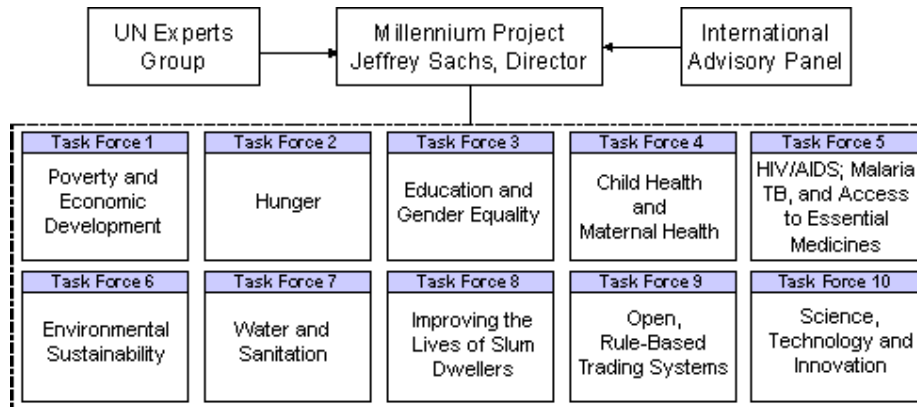 UN Experts
Group
Millennium Project
Jeffrey Sachs, Director
International
Advisory Panel
Task Force 1
Poverty and
Economic
Development
Task Force 2
Hunger
Task Force 3
Education and
Gender Equality
Task Force 4
Child Health
and
Maternal Health
Task Force 5
HIV/AIDS; Malaria
TB, and Access
to Essential
Medicines
Task Force 6
Environmental
Sustainability
Task Force 7
Water and
Sanitation
Task Force 8
Improving the
Lives of Slum
Dwellers
Task Force 9
Open,
Rule-Based
Trading Systems
Task Force 10
Science,
Technology and
Innovation